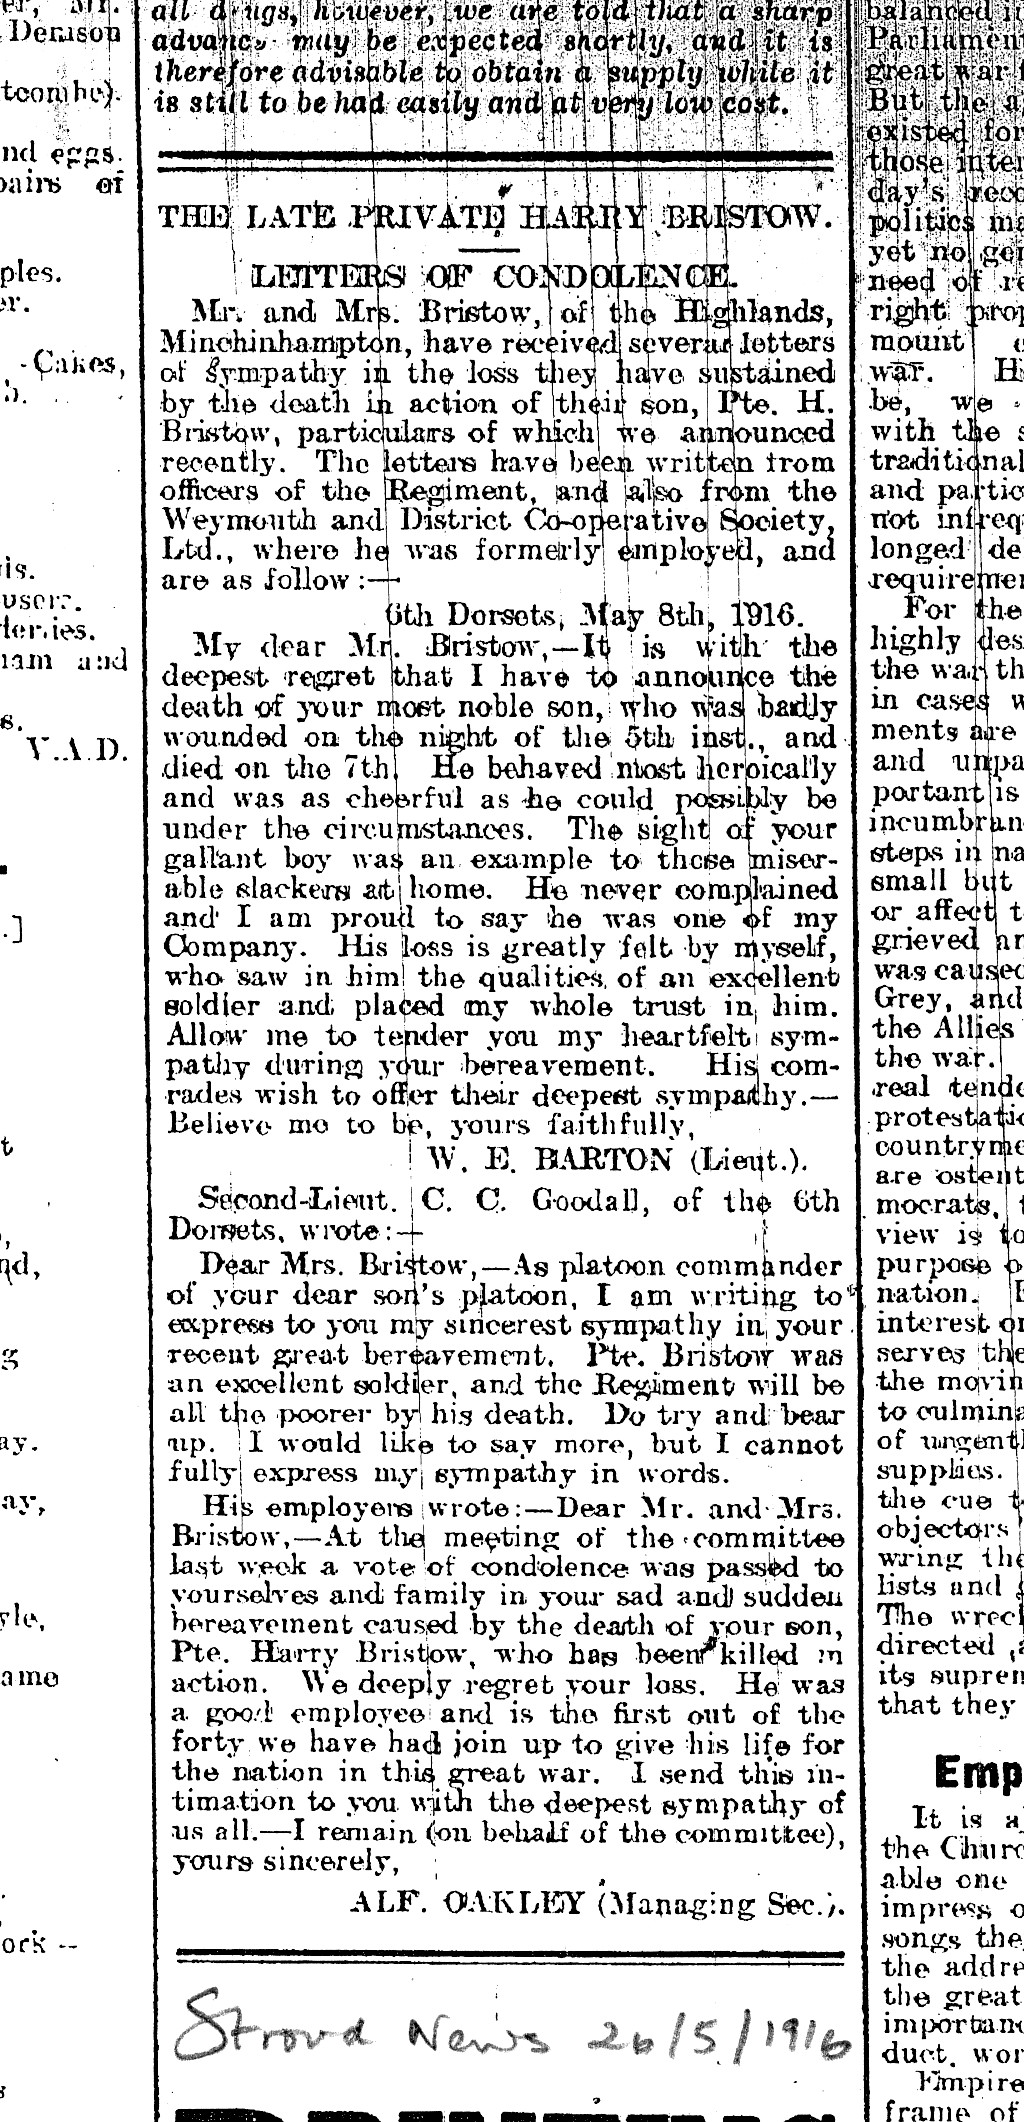 er, Mr.
Denison
tcombe).
nd eggs.
pairs of
ples.
er.
-Cakes,
is.
users.
teries.
ham and
s.
V.A.D.
.]
t
nd,
g
ay.
ay,
yle,
ame
ock --
s
all drugs, however, we are told that a sharp
advance may be expected shortly, and it is
therefore advisable to obtain a supply while it
is still to be had easily and at very low cost.
THE LATE PRIVATE HARRY BRISTOW.
LETTERS OF CONDOLENCE.
Mr. and Mrs. Bristow, of the Highlands,
Minchinhampton, have received several letters
of sympathy in the loss they have sustained
by the death in action of their son, Pte. H.
Bristow, particulars of which we announced
recently. The letters have been written from
officers of the Regiment, and also from the
Weymouth and District Co-operative Society,
Ltd., where he was formerly employed, and
are as follow:—
6th Dorsets, May 8th, 1916.
My dear Mr. Bristow,—It is with the
deepest regret that I have to announce the
death of your most noble son, who was badly
wounded on the night of the 5th inst., and
died on the 7th. He behaved most heroically
and was as cheerful as he could possibly be
under the circumstances. The sight of your
gallant boy was an example to those miser-
able slackers at home. He never complained
and I am proud to say he was one of my
Company. His loss is greatly felt by myself,
who saw in him the qualities of an excellent
soldier and placed my whole trust in him.
Allow me to tender you my heartfelt sym-
pathy during your bereavement. His com-
rades wish to offer their deepest sympathy.—
Believe me to be, yours faithfully,
W. E. BARTON (Lieut.).
Second-Lieut. C. C. Goodall, of the 6th
Dorsets, wrote:—
Dear Mrs. Bristow,—As platoon commander
of your dear son's platoon, I am writing to
express to you my sincerest sympathy in your
recent great bereavement. Pte. Bristow was
an excellent soldier, and the Regiment will be
all the poorer by his death. Do try and bear
up. I would like to say more, but I cannot
fully express my sympathy in words.
His employers wrote:—Dear Mr. and Mrs.
Bristow,—At the meeting of the committee
last week a vote of condolence was passed to
yourselves and family in your sad and sudden
bereavement caused by the death of your son,
Pte. Harry Bristow, who has been killed in
action. We deeply regret your loss. He was
a good employee and is the first out of the
forty we have had join up to give his life for
the nation in this great war. I send this in-
timation to you with the deepest sympathy of
us all.—I remain (on behalf of the committee),
yours sincerely,
ALF. OAKLEY (Managing Sec.).
Stroud News 26/5/1916
balanced i
Parliamen
great war
But the a
existed for
those inter
day's reco
politics ma
yet no gen
need of re
right prop
mount
war. H
be, we
with the s
traditional
and partic
not infreq
longed de
requiremen
For the
highly des
the war th
in cases w
ments are
and unpa
portant is
incumbran
steps in na
small but
or affect t
grieved an
was caused
Grey, and
the Allies
the war.
real tende
protestatio
countryme
are ostent
mocrats, t
view is to
purpose o
nation.
interest or
serves the
the movin
to culmina
of urgent
supplies.
the cue t
objectors
wring the
lists and
The wreck
directed
its suprem
that they
Emp
It is a
the Churc
able one
impress o
songs the
the addre
the great
importanc
duct, wor
Empire
frame of